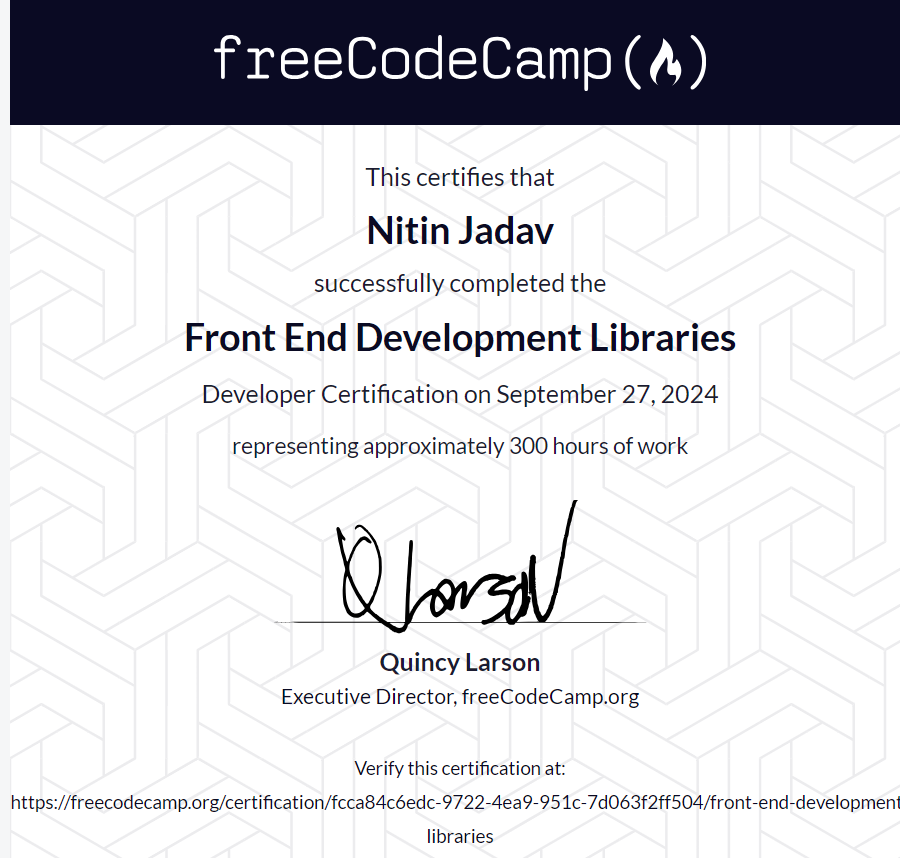 freeCodeCamp(🔥)
This certifies that
Nitin Jadav
successfully completed the
Front End Development Libraries
Developer Certification on September 27, 2024
representing approximately 300 hours of work
QLarson
Quincy Larson
Executive Director, freeCodeCamp.org
Verify this certification at:
https://freecodecamp.org/certification/fcca84c6edc-9722-4ea9-951c-7d063f2ff504/front-end-development
libraries